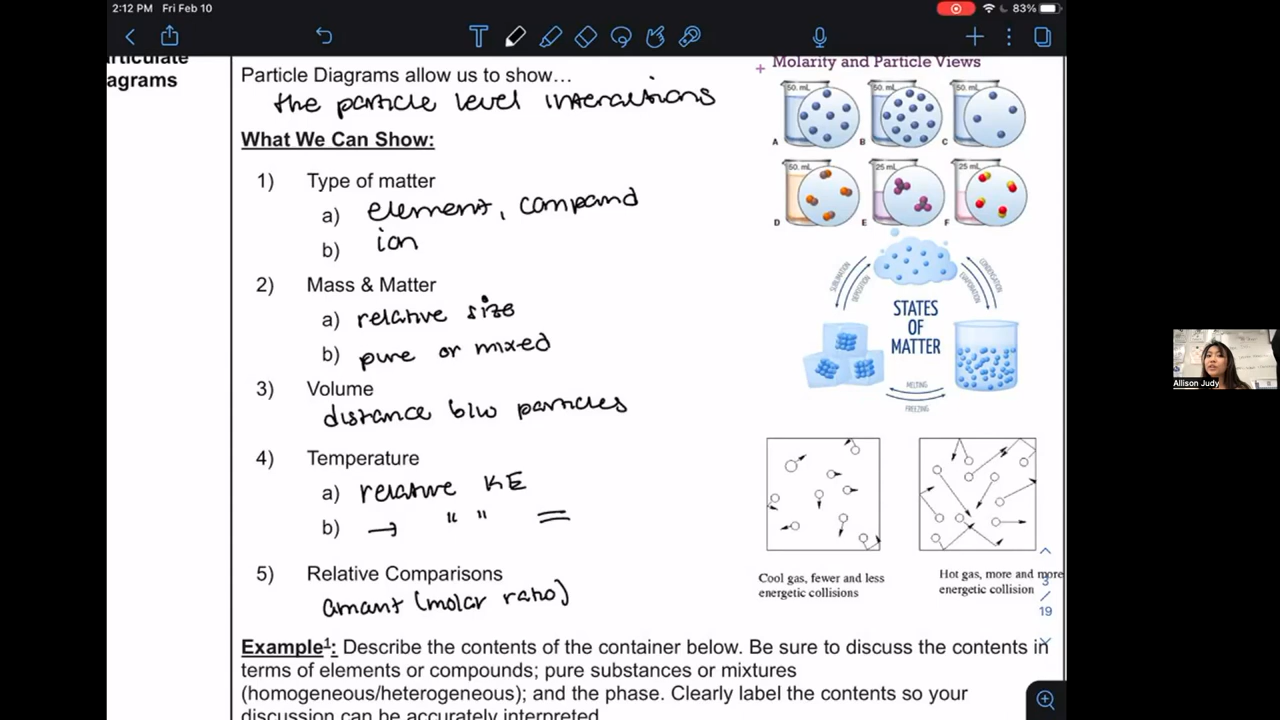 2:12 PM Fri Feb 10
83%
articulate
agrams
Particle Diagrams allow us to show…
the particle level interactions
What We Can Show:
1) Type of matter
a) element, compound
b) ion
2) Mass & Matter
a) relative size
b) pure or mixed
3) Volume
distance b/w particles
4) Temperature
a) relative KE
b) → " " =
5) Relative Comparisons
amount (molar ratio)
Example¹: Describe the contents of the container below. Be sure to discuss the contents in
terms of elements or compounds; pure substances or mixtures
(homogeneous/heterogeneous); and the phase. Clearly label the contents so your
discussion can be accurately interpreted.
+ Molarity and Particle Views
50. mL 50. mL 50. mL
A B C
50. mL 25 mL 25 mL
D E F
SUBLIMATION
DEPOSITION
CONDENSATION
EVAPORATION
STATES
OF
MATTER
MELTING
FREEZING
Cool gas, fewer and less
energetic collisions
Hot gas, more and more
energetic collision
3
/
19
Allison Judy